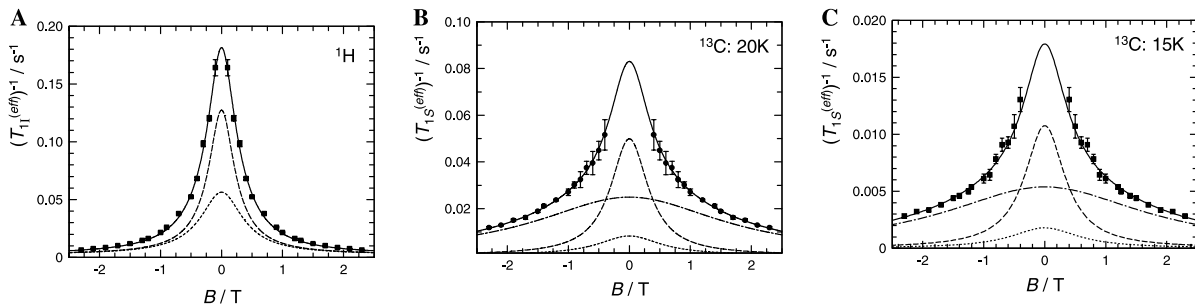 A
B
C
0.20
0.15
0.10
0.05
0
(T1I(eff))-1 / s-1
1H
-2 -1 0 1 2
B / T
0.10
0.08
0.06
0.04
0.02
(T1S(eff))-1 / s-1
13C: 20K
-2 -1 0 1 2
B / T
0.020
0.015
0.010
0.005
0
(T1S(eff))-1 / s-1
13C: 15K
-2 -1 0 1 2
B / T